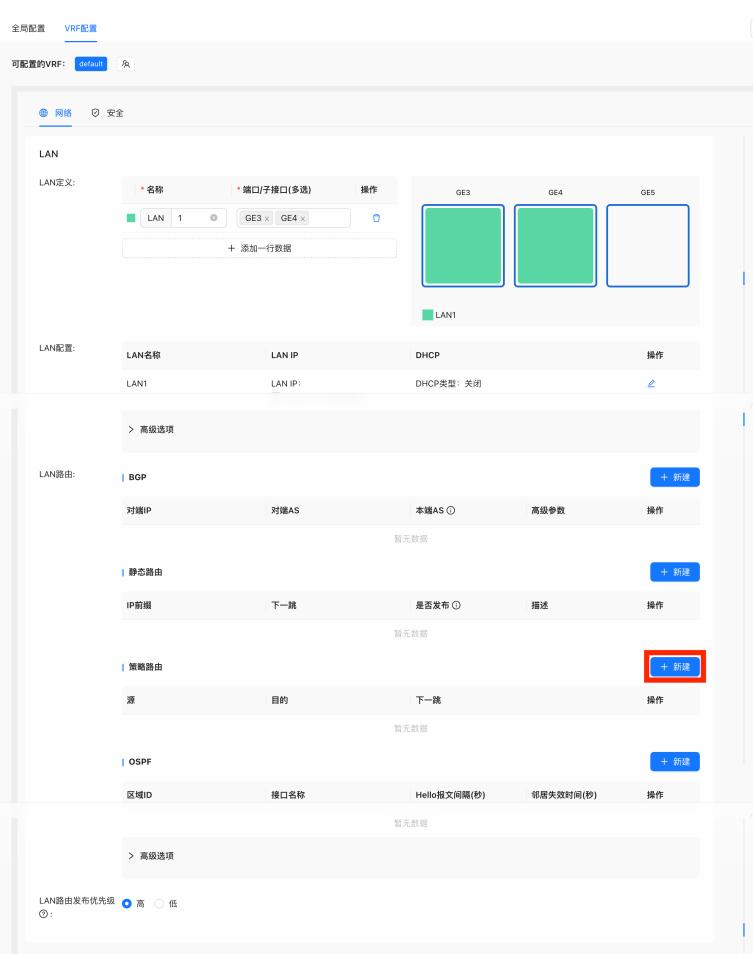 全局配置 VRF配置
可配置的VRF: default
网络 安全
LAN
LAN定义:
* 名称 * 端口/子接口(多选) 操作
LAN 1 GE3 x GE4 x
+ 添加一行数据
GE3 GE4 GE5
LAN1
LAN配置:
LAN名称 LAN IP DHCP 操作
LAN1 LAN IP: DHCP类型: 关闭
> 高级选项
LAN路由:
BGP + 新建
对端IP 对端AS 本端AS 高级参数 操作
暂无数据
静态路由 + 新建
IP前缀 下一跳 是否发布 描述 操作
暂无数据
策略路由 + 新建
源 目的 下一跳 操作
暂无数据
OSPF + 新建
区域ID 接口名称 Hello报文间隔(秒) 邻居失效时间(秒) 操作
暂无数据
> 高级选项
LAN路由发布优先级 高 低
: